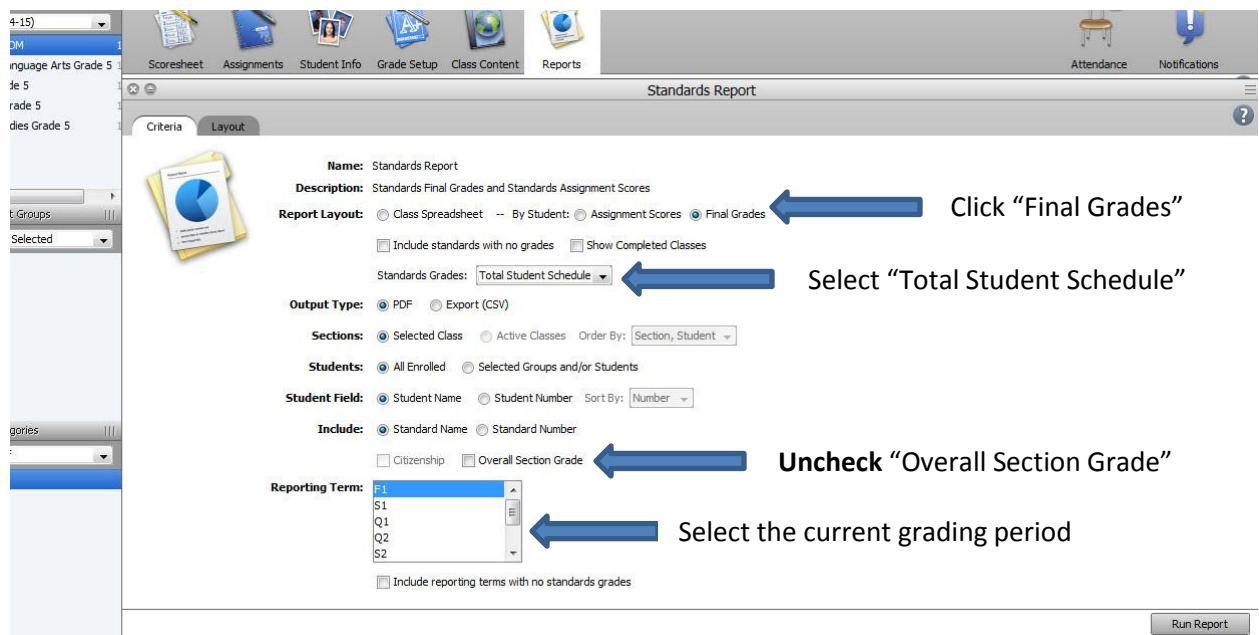 4-15)
OM 1
anguage Arts Grade 5 1
de 5 1
rade 5 1
dies Grade 5 1
t Groups
Selected
gories
Scoresheet Assignments Student Info Grade Setup Class Content Reports Attendance Notifications
Standards Report
?
Criteria Layout
Name: Standards Report
Description: Standards Final Grades and Standards Assignment Scores
Report Layout: Class Spreadsheet -- By Student: Assignment Scores Final Grades
Click “Final Grades”
Include standards with no grades Show Completed Classes
Standards Grades: Total Student Schedule
Select “Total Student Schedule”
Output Type: PDF Export (CSV)
Sections: Selected Class Active Classes Order By: Section, Student
Students: All Enrolled Selected Groups and/or Students
Student Field: Student Name Student Number Sort By: Number
Include: Standard Name Standard Number
Citizenship Overall Section Grade
Uncheck “Overall Section Grade”
Reporting Term: F1
S1
Q1
Q2
S2
Select the current grading period
Include reporting terms with no standards grades
Run Report